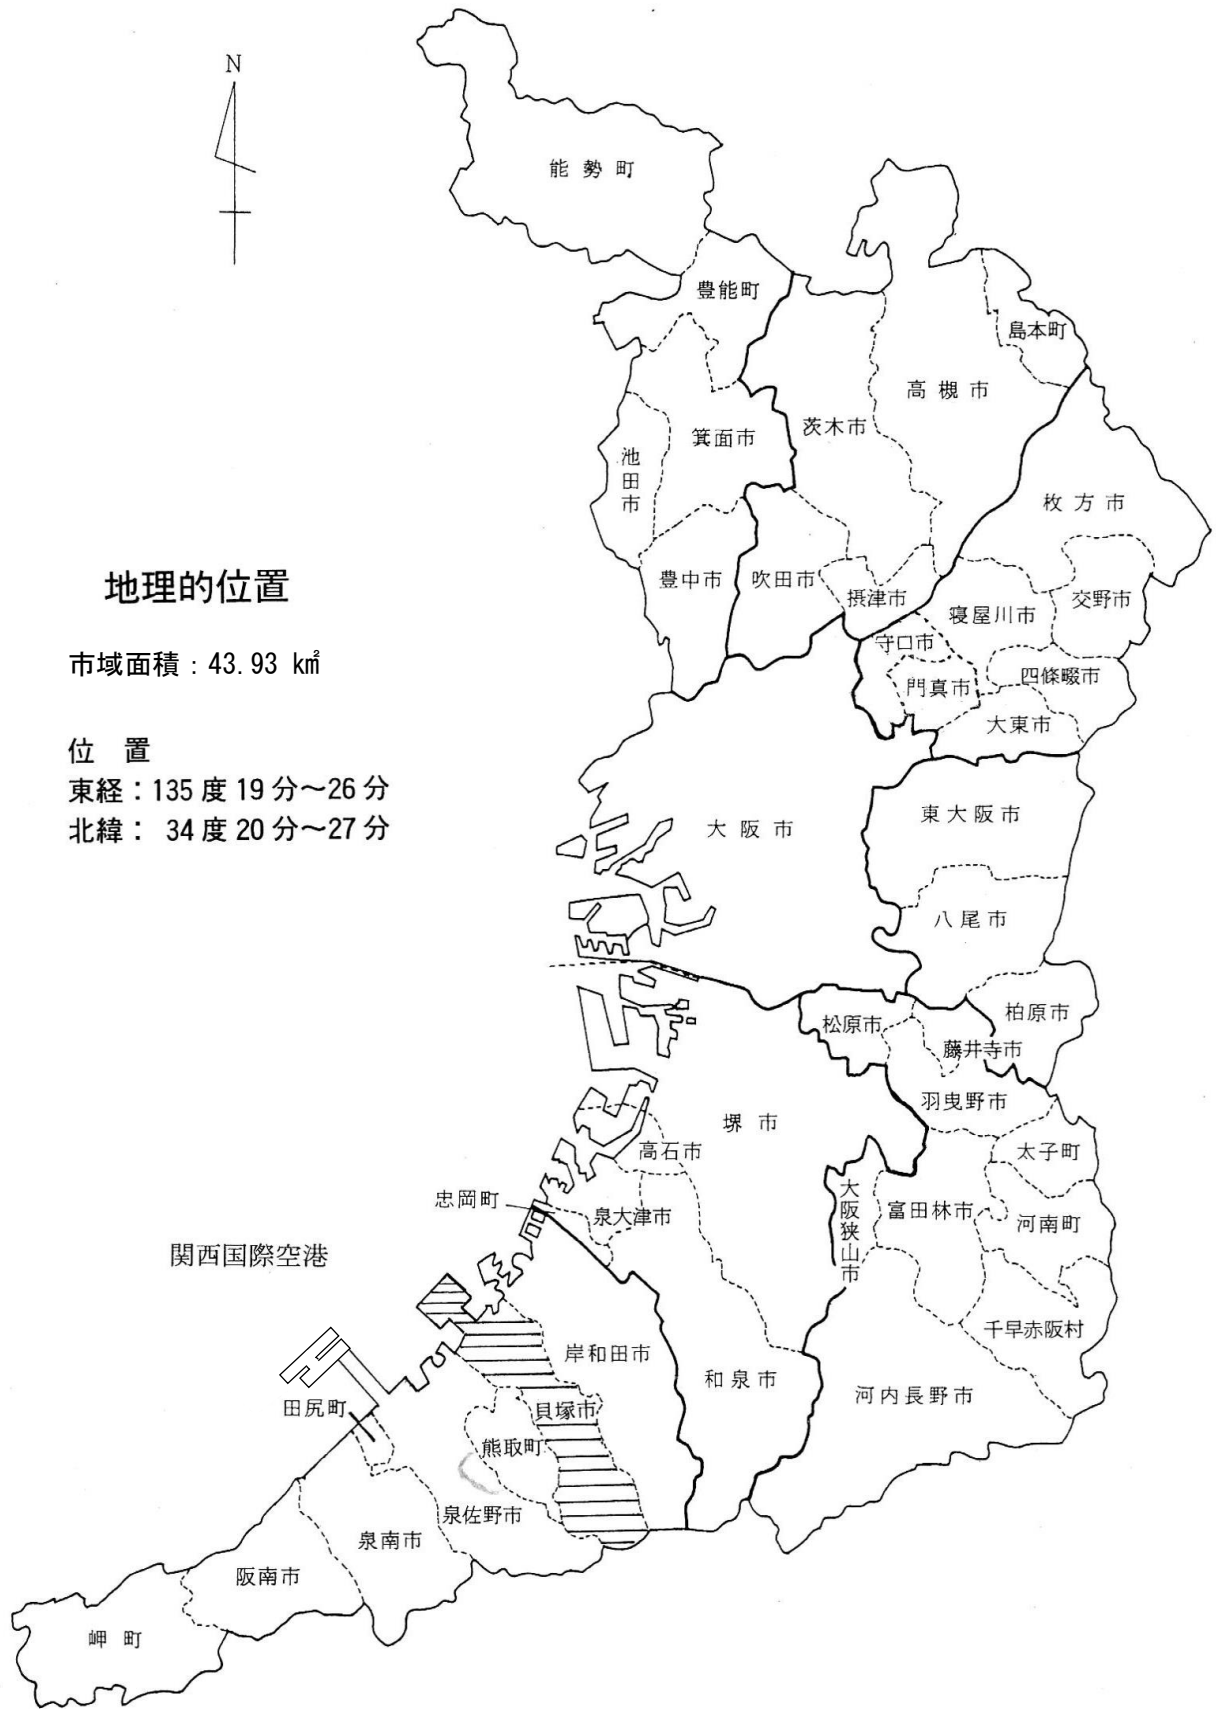 N
能勢町
豊能町
島本町
高槻市
茨木市
箕面市
池田市
枚方市
豊中市
吹田市
摂津市
寝屋川市
交野市
地理的位置
市域面積：43.93 ㎢
位　置
東経：135 度 19 分～26 分
北緯： 34 度 20 分～27 分
守口市
門真市
四條畷市
大東市
大阪市
東大阪市
八尾市
柏原市
松原市
藤井寺市
羽曳野市
堺市
高石市
太子町
忠岡町
泉大津市
大阪狭山市
富田林市
河南町
関西国際空港
千早赤阪村
岸和田市
和泉市
河内長野市
田尻町
貝塚市
熊取町
泉佐野市
泉南市
阪南市
岬町